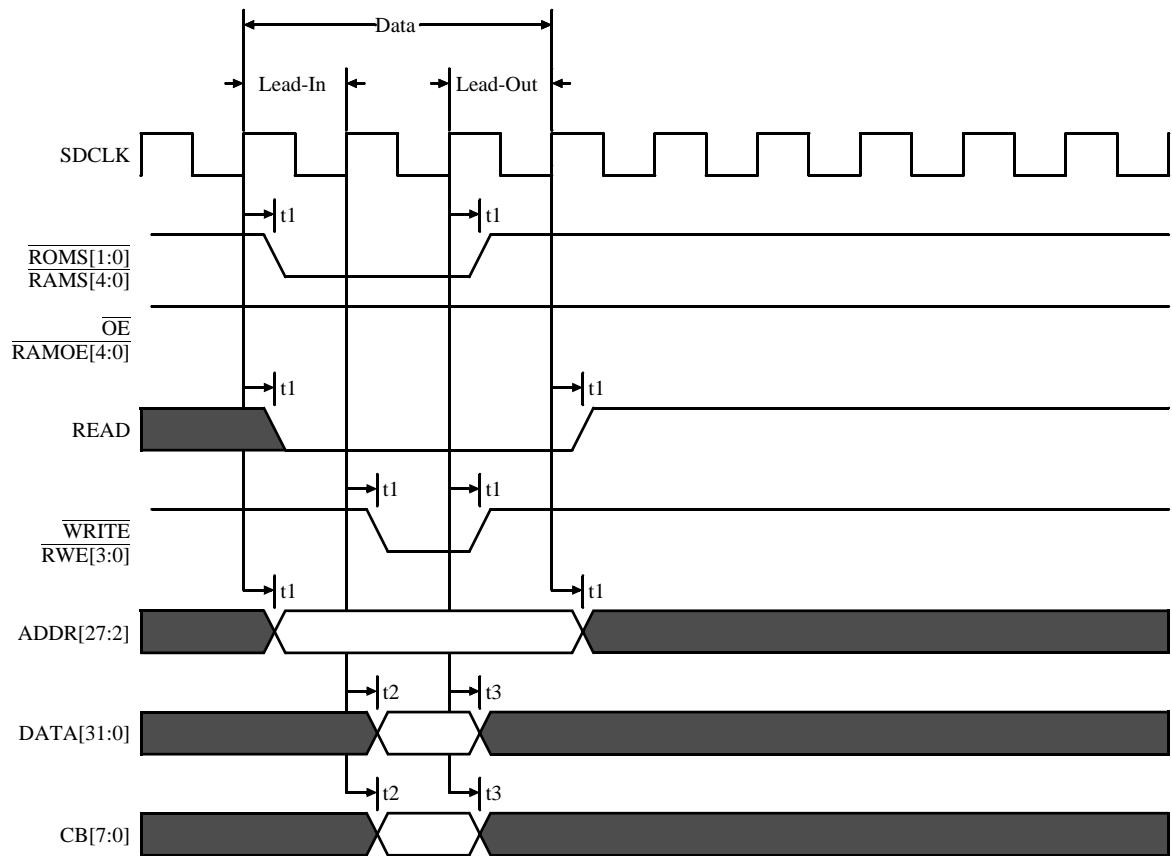 Data
Lead-In
Lead-Out
SDCLK
t1
t1
ROMS[1:0]
RAMS[4:0]
OE
RAMOE[4:0]
t1
t1
READ
t1
t1
WRITE
RWE[3:0]
t1
t1
ADDR[27:2]
t2
t3
DATA[31:0]
t2
t3
CB[7:0]